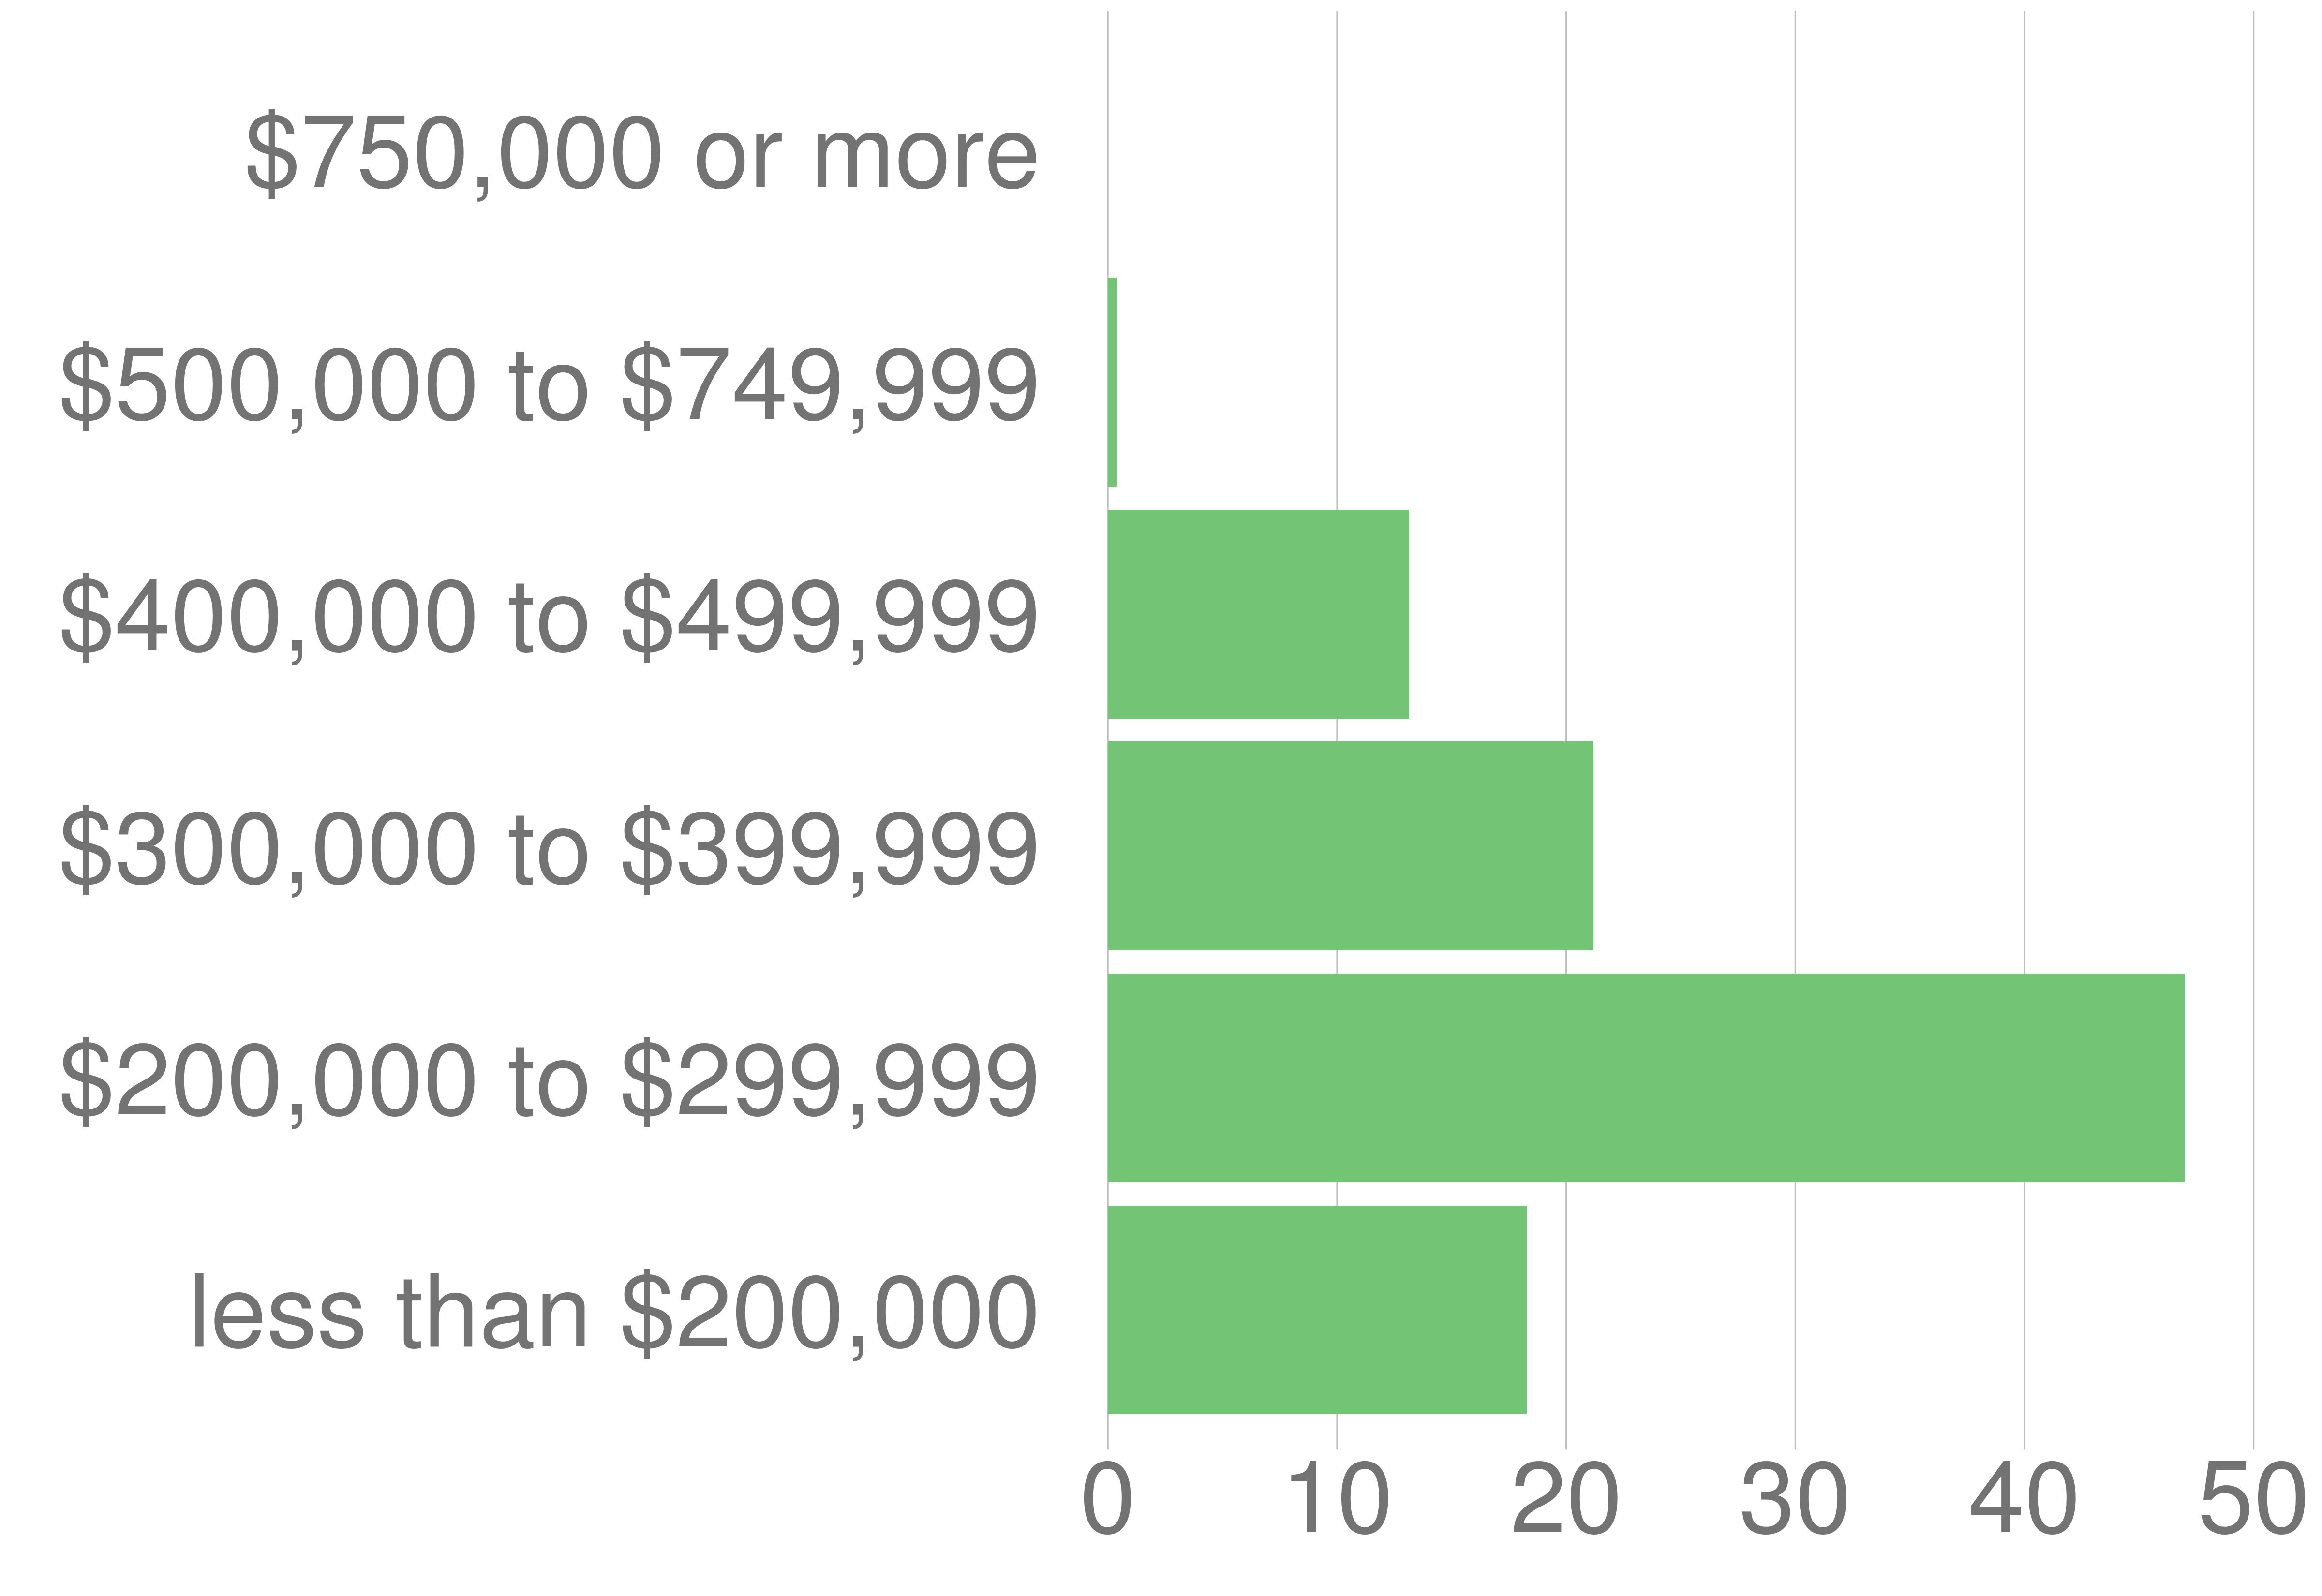 $750,000 or more
$500,000 to $749,999
$400,000 to $499,999
$300,000 to $399,999
$200,000 to $299,999
less than $200,000
0 10 20 30 40 50